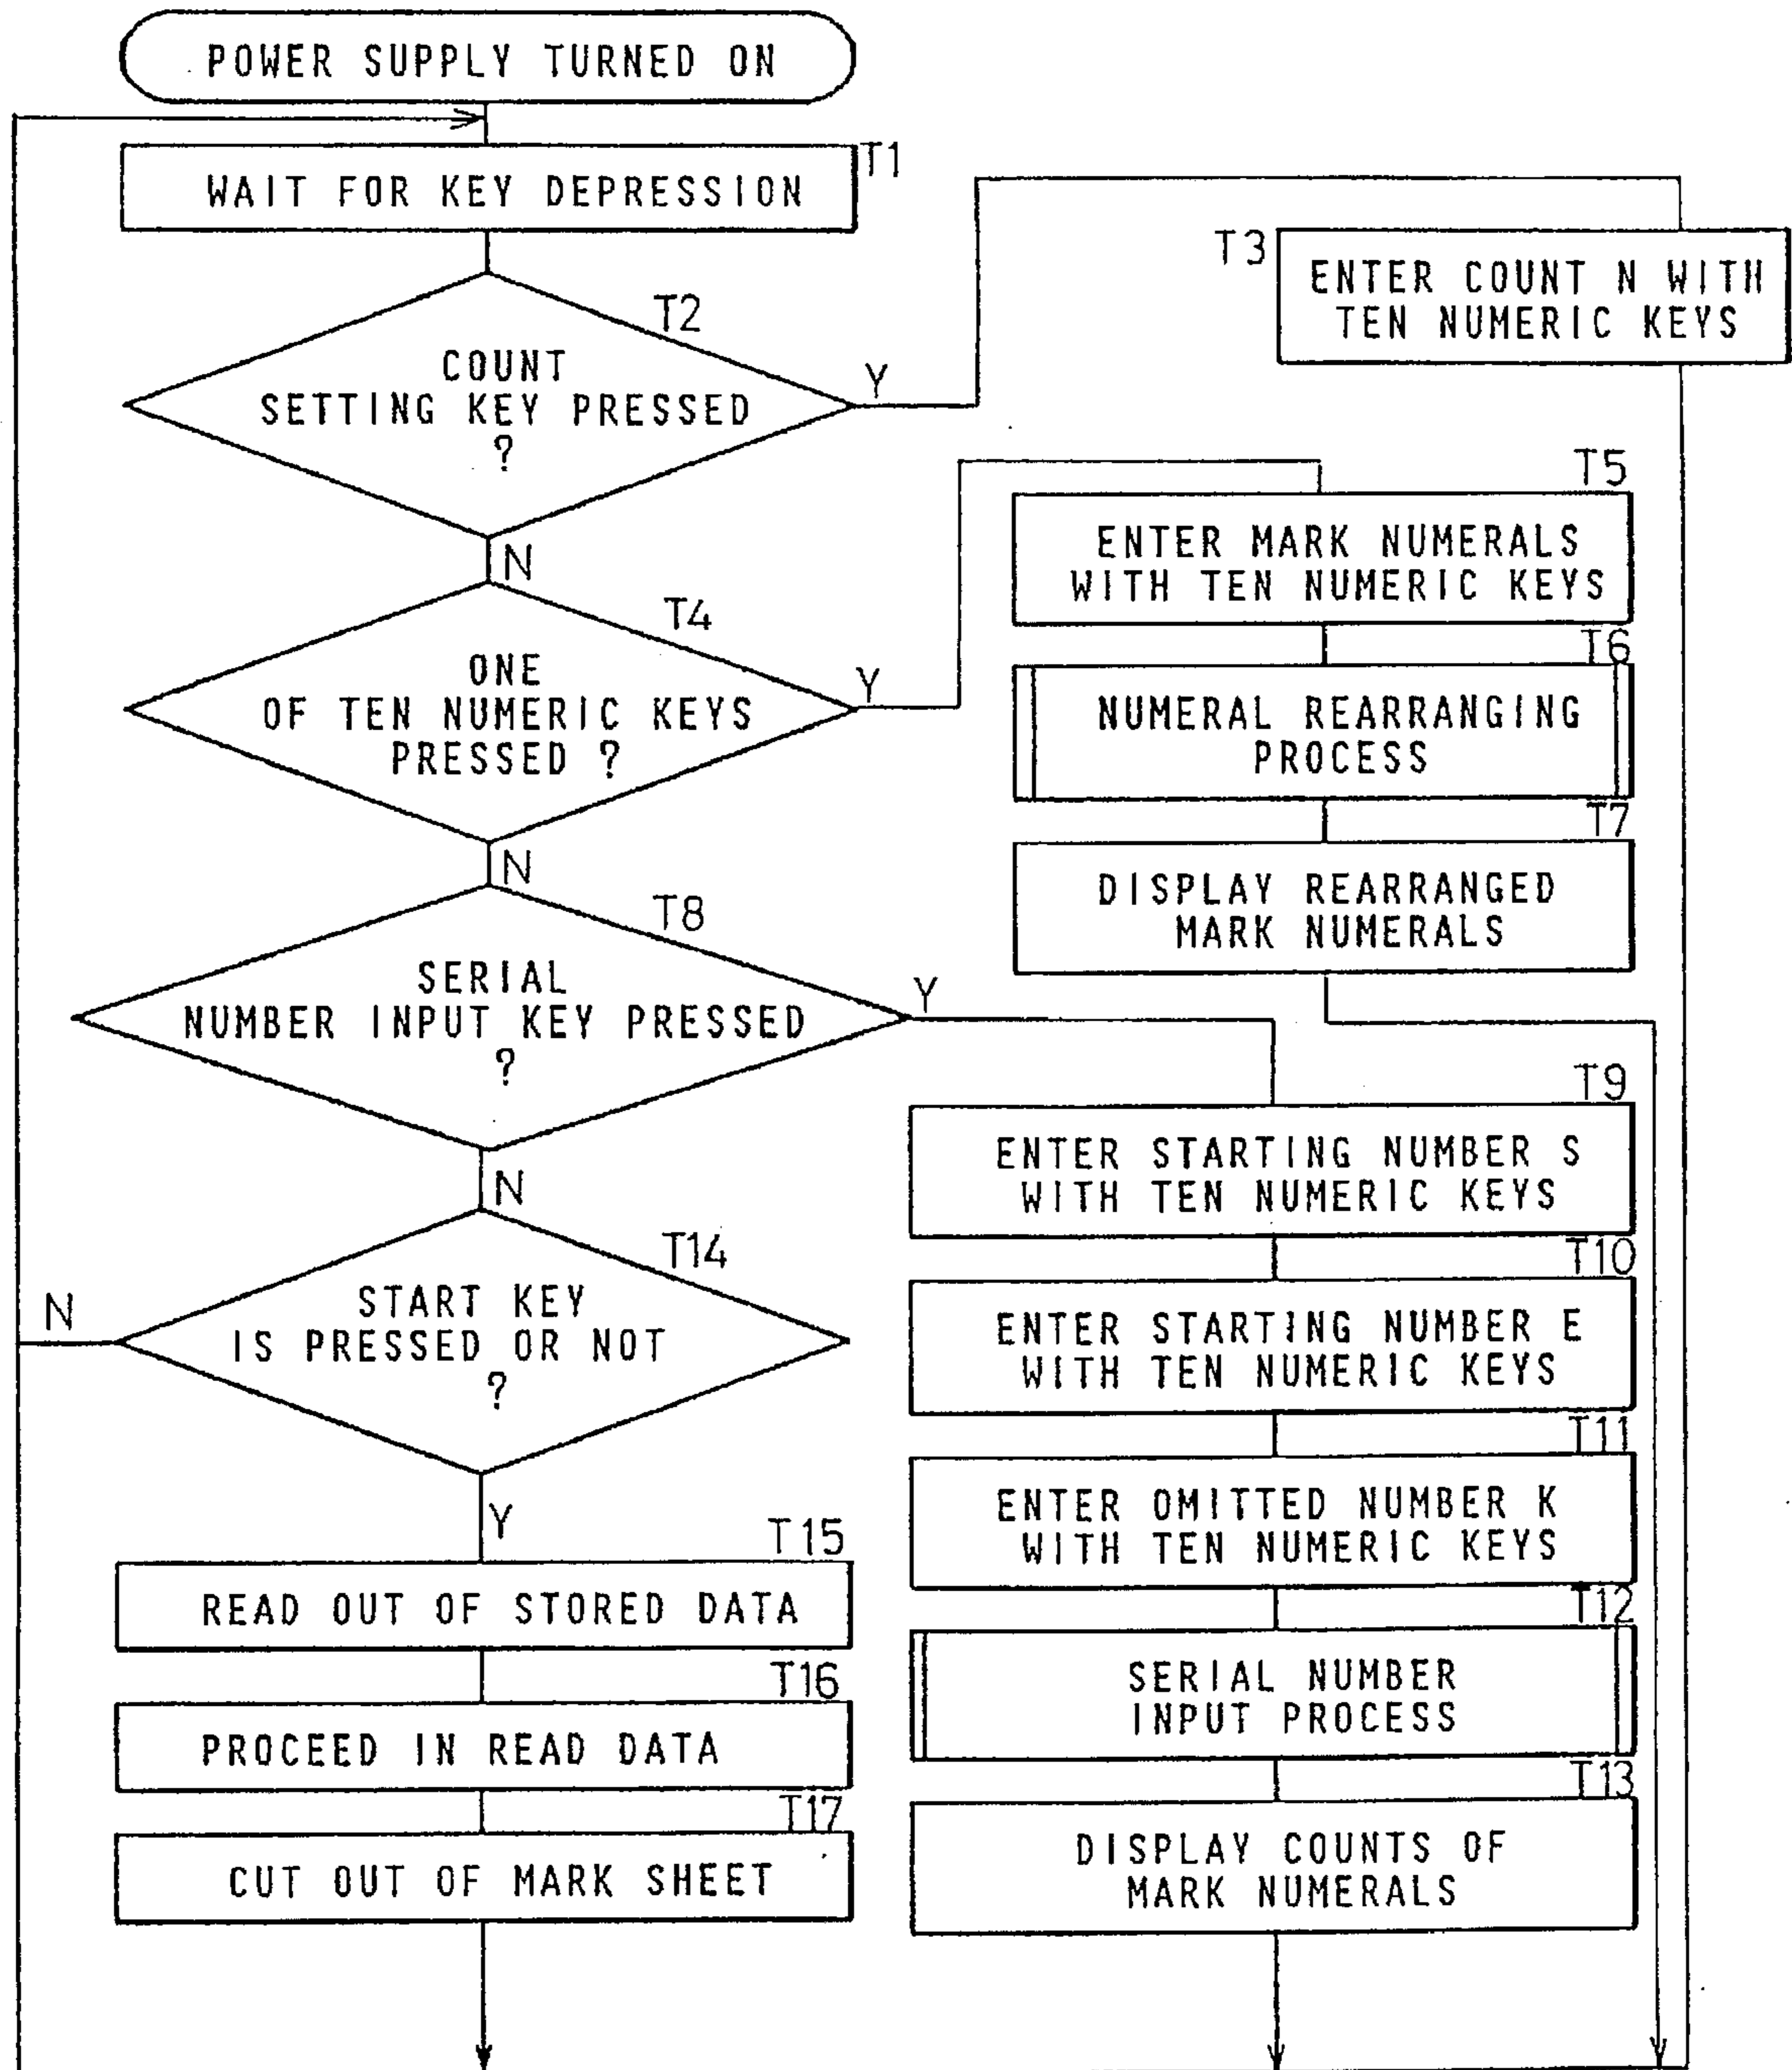 POWER SUPPLY TURNED ON
T1
WAIT FOR KEY DEPRESSION
T2
COUNT
SETTING KEY PRESSED
?
Y
N
T3
ENTER COUNT N WITH
TEN NUMERIC KEYS
T4
ONE
OF TEN NUMERIC KEYS
PRESSED ?
Y
N
T5
ENTER MARK NUMERALS
WITH TEN NUMERIC KEYS
T6
NUMERAL REARRANGING
PROCESS
T7
DISPLAY REARRANGED
MARK NUMERALS
T8
SERIAL
NUMBER INPUT KEY PRESSED
?
Y
N
T9
ENTER STARTING NUMBER S
WITH TEN NUMERIC KEYS
T10
ENTER STARTING NUMBER E
WITH TEN NUMERIC KEYS
T11
ENTER OMITTED NUMBER K
WITH TEN NUMERIC KEYS
T12
SERIAL NUMBER
INPUT PROCESS
T13
DISPLAY COUNTS OF
MARK NUMERALS
T14
START KEY
IS PRESSED OR NOT
?
N
Y
T15
READ OUT OF STORED DATA
T16
PROCEED IN READ DATA
T17
CUT OUT OF MARK SHEET